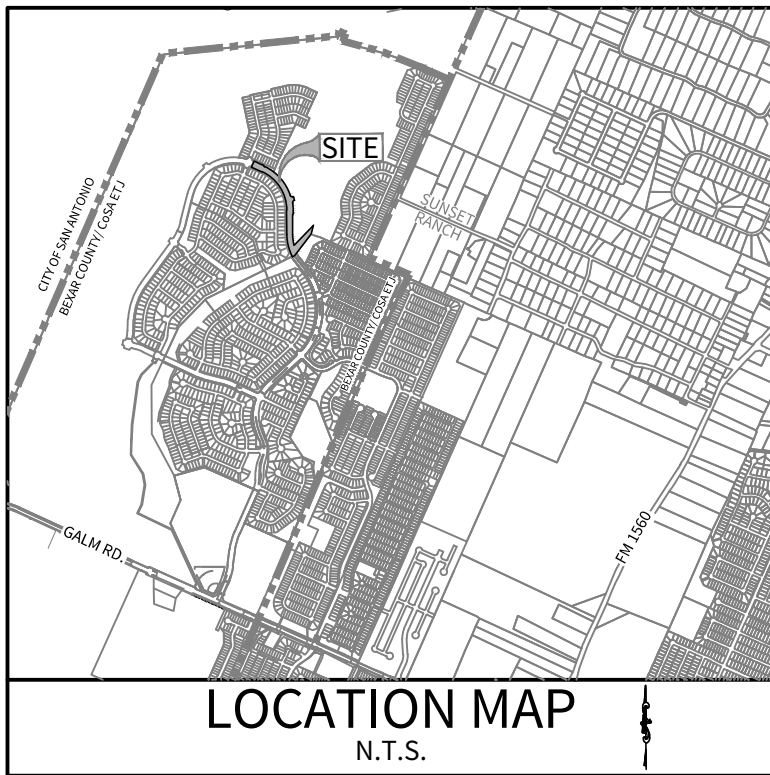 SITE
SUNSET
RANCH
CITY OF SAN ANTONIO
BEXAR COUNTY/ CoSA ETJ
BEXAR COUNTY/ COSA ETJ
GALM RD.
FM 1560
LOCATION MAP
N.T.S.